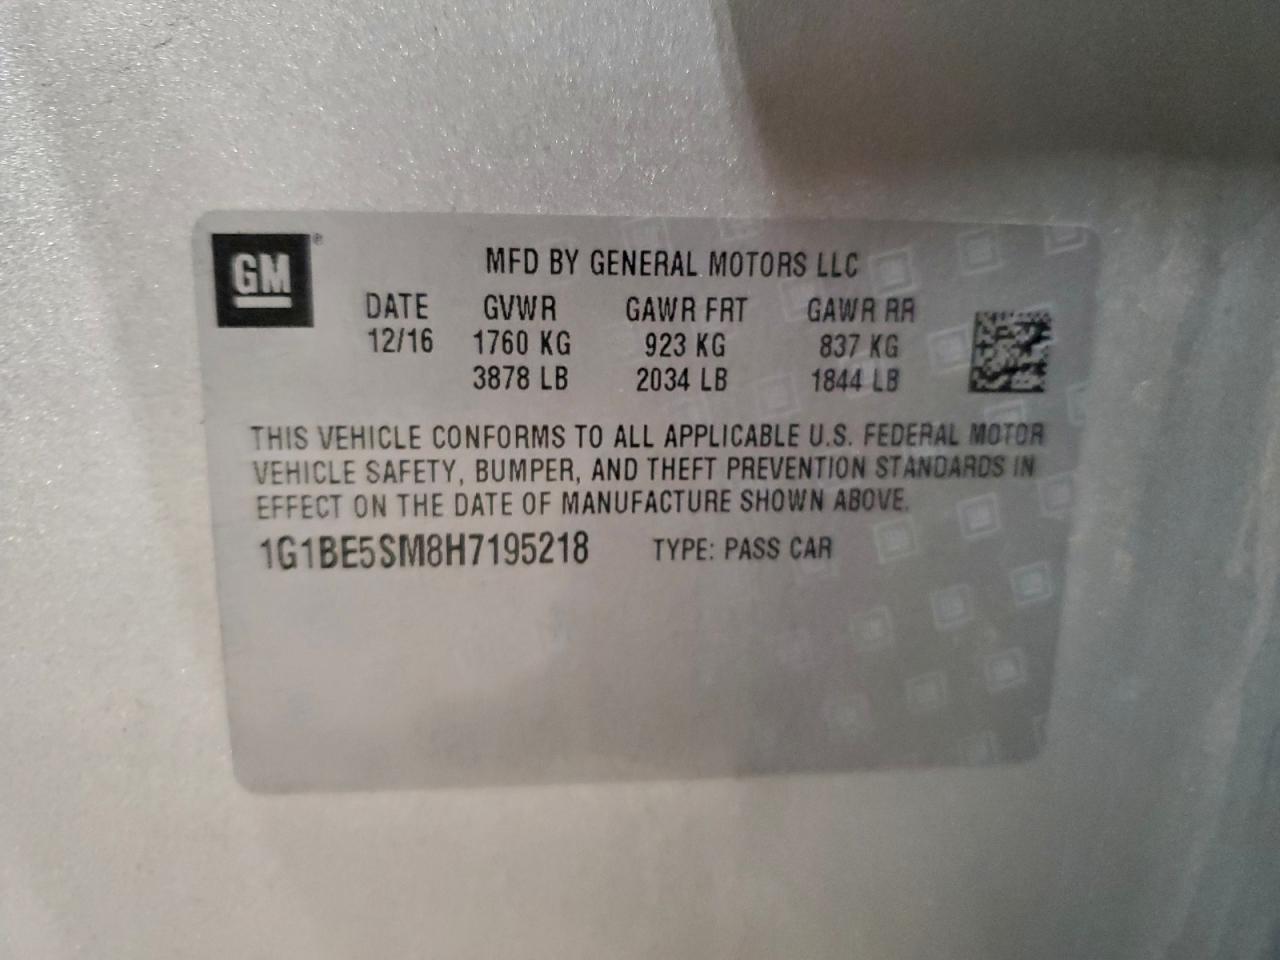 GM®
MFD BY GENERAL MOTORS LLC
DATE GVWR GAWR FRT GAWR RR
12/16 1760 KG 923 KG 837 KG
3878 LB 2034 LB 1844 LB
THIS VEHICLE CONFORMS TO ALL APPLICABLE U.S. FEDERAL MOTOR
VEHICLE SAFETY, BUMPER, AND THEFT PREVENTION STANDARDS IN
EFFECT ON THE DATE OF MANUFACTURE SHOWN ABOVE.
1G1BE5SM8H7195218 TYPE: PASS CAR